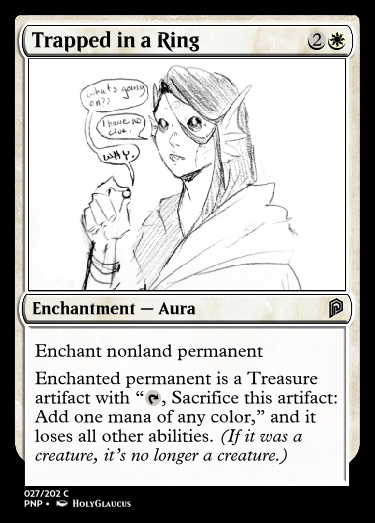 Trapped in a Ring 2
what's going
on??
I have no
clue.
WHY.
Enchantment — Aura
Enchant nonland permanent
Enchanted permanent is a Treasure
artifact with “, Sacrifice this artifact:
Add one mana of any color,” and it
loses all other abilities. (If it was a
creature, it’s no longer a creature.)
027/202 C
PNP • HolyGlaucus